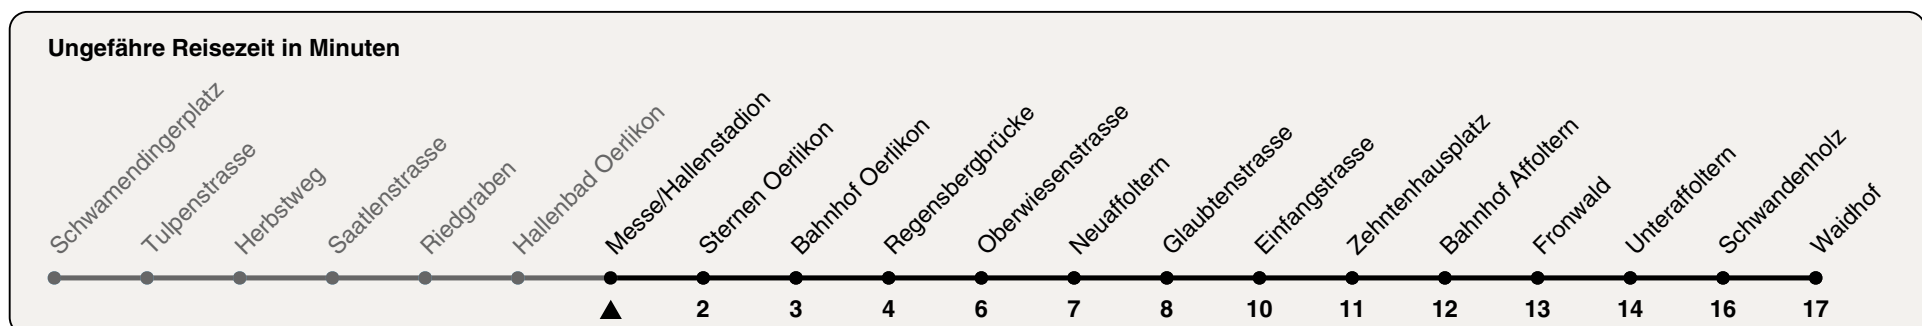 Ungefähre Reisezeit in Minuten
Schwamendingerplatz
Tulpenstrasse
Herbstweg
Saatlenstrasse
Riedgraben
Hallenbad Oerlikon
Messe/Hallenstadion
Sternen Oerlikon
Bahnhof Oerlikon
Regensbergbrücke
Oberwiesenstrasse
Neuaffoltern
Glaubtenstrasse
Einfangstrasse
Zehntenhausplatz
Bahnhof Affoltern
Fronwald
Unteraffoltern
Schwandenholz
Waidhof
2 3 4 6 7 8 10 11 12 13 14 16 17